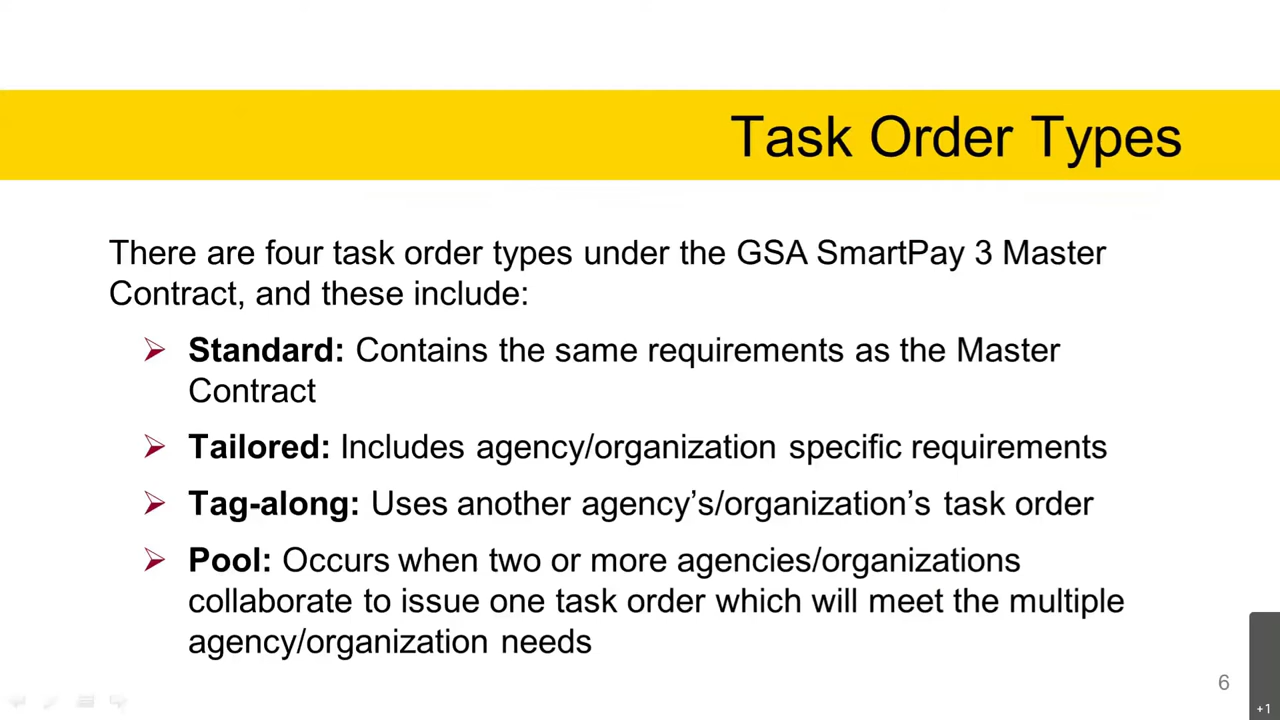 Task Order Types
There are four task order types under the GSA SmartPay 3 Master
Contract, and these include:
Standard: Contains the same requirements as the Master
Contract
Tailored: Includes agency/organization specific requirements
Tag-along: Uses another agency’s/organization’s task order
Pool: Occurs when two or more agencies/organizations
collaborate to issue one task order which will meet the multiple
agency/organization needs
6
+1